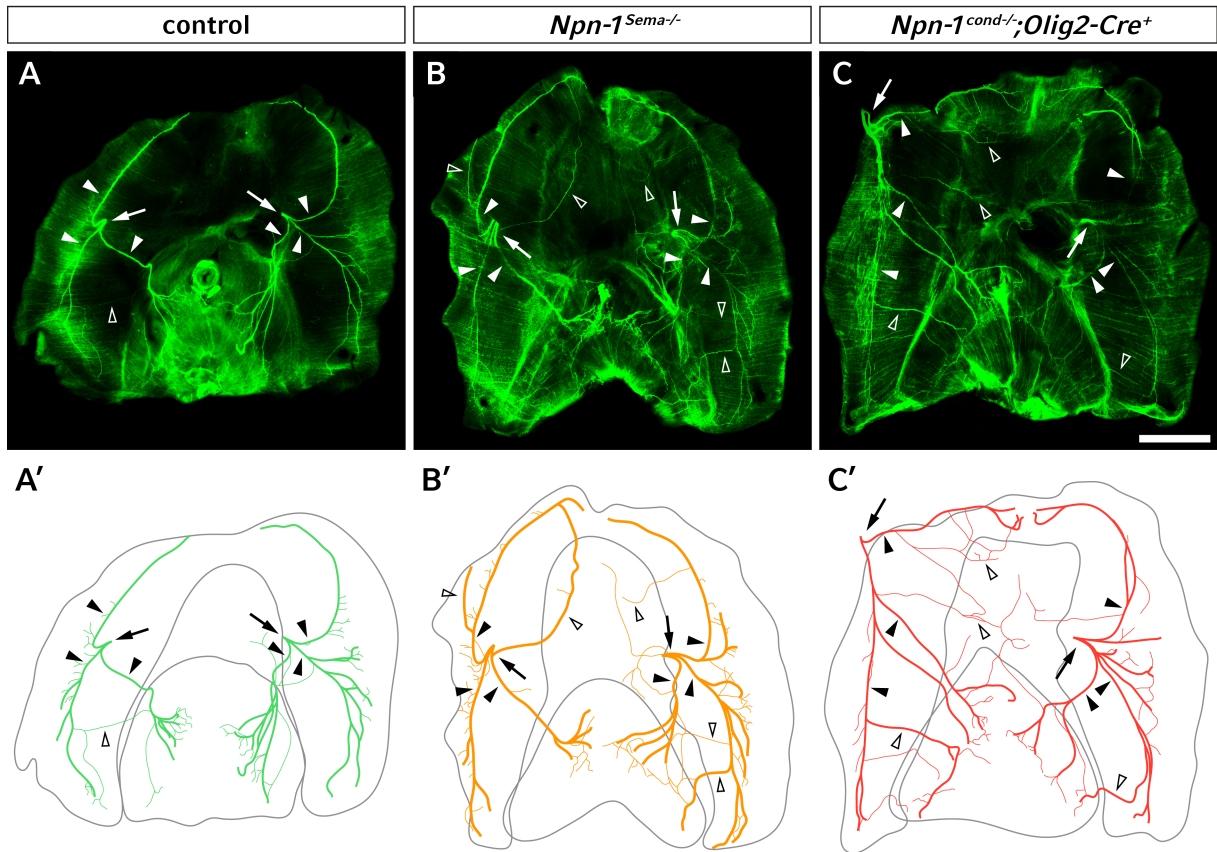 control
Npn-1Sema-/-
Npn-1cond-/-;Olig2-Cre+
A
B
C
A′
B′
C′